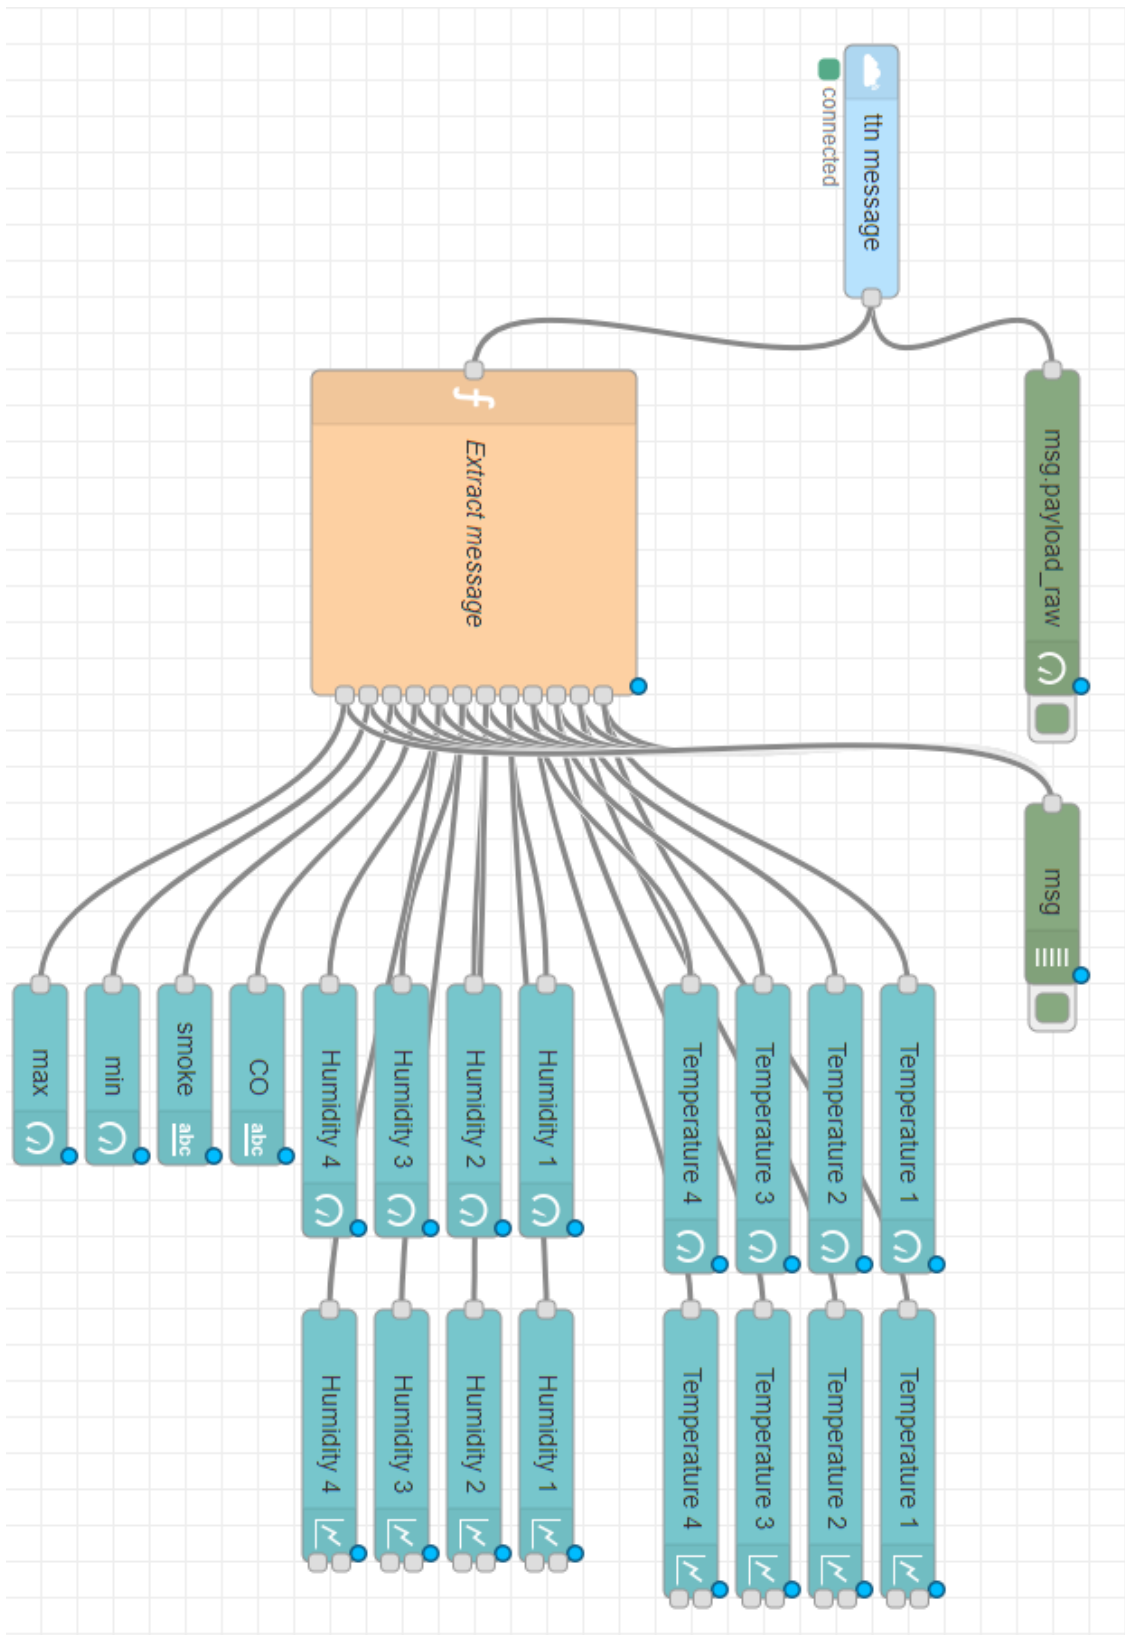 ttn message
connected
msg.payload_raw
Extract message
msg
Temperature 1
Temperature 2
Temperature 3
Temperature 4
Humidity 1
Humidity 2
Humidity 3
Humidity 4
CO
abc
smoke
abc
min
max
Temperature 1
Temperature 2
Temperature 3
Temperature 4
Humidity 1
Humidity 2
Humidity 3
Humidity 4